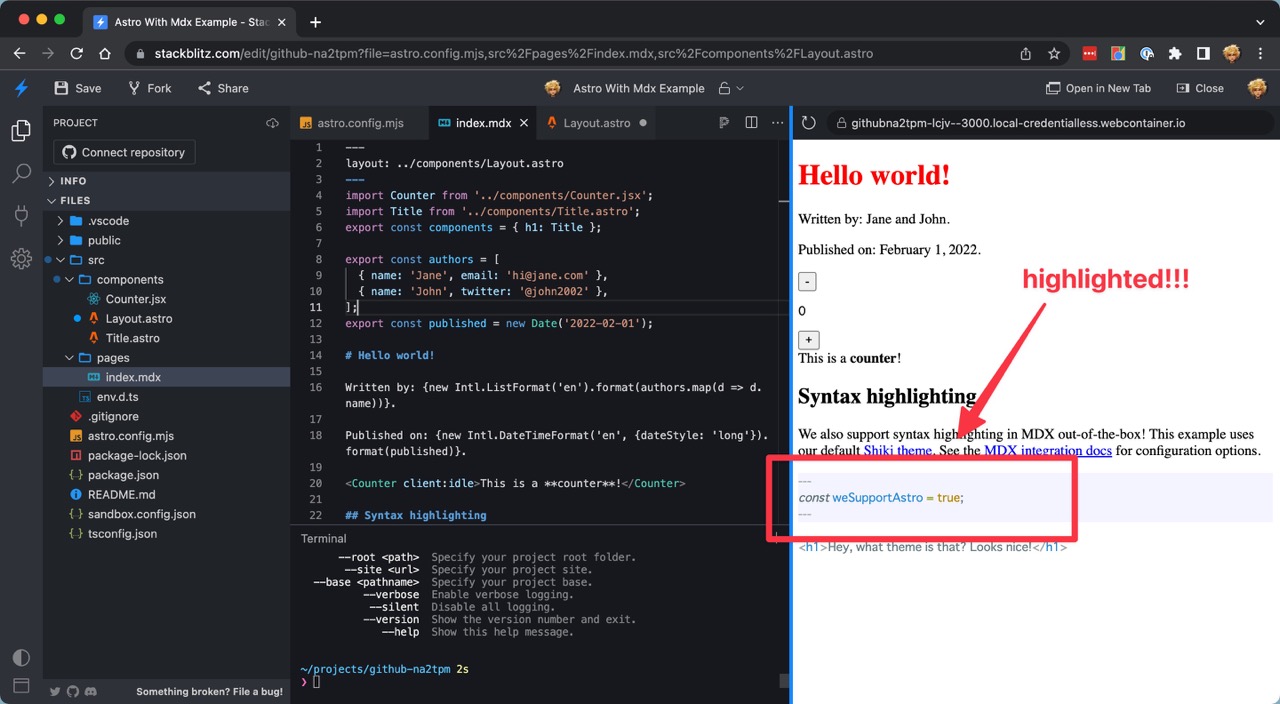 Astro With Mdx Example - Stac
stackblitz.com/edit/github-na2tpm?file=astro.config.mjs,src%2Fpages%2Findex.mdx,src%2Fcomponents%2FLayout.astro
Save
Fork
Share
Astro With Mdx Example
Open in New Tab
Close
PROJECT
Connect repository
INFO
FILES
.vscode
public
src
components
Counter.jsx
Layout.astro
Title.astro
pages
index.mdx
env.d.ts
.gitignore
astro.config.mjs
package-lock.json
package.json
README.md
sandbox.config.json
tsconfig.json
Something broken? File a bug!
astro.config.mjs
index.mdx
Layout.astro
1 ---
2 layout: ../components/Layout.astro
3 ---
4 import Counter from '../components/Counter.jsx';
5 import Title from '../components/Title.astro';
6 export const components = { h1: Title };
7
8 export const authors = [
9 { name: 'Jane', email: 'hi@jane.com' },
10 { name: 'John', twitter: '@john2002' },
11 ];
12 export const published = new Date('2022-02-01');
13
14 # Hello world!
15
16 Written by: {new Intl.ListFormat('en').format(authors.map(d => d.
name))}.
17
18 Published on: {new Intl.DateTimeFormat('en', {dateStyle: 'long'}).
format(published)}.
19
20 <Counter client:idle>This is a **counter**!</Counter>
21
22 ## Syntax highlighting
Terminal
--root <path> Specify your project root folder.
--site <url> Specify your project site.
--base <pathname> Specify your project base.
--verbose Enable verbose logging.
--silent Disable all logging.
--version Show the version number and exit.
--help Show this help message.
~/projects/github-na2tpm 2s
❯
githubna2tpm-lcjv--3000.local-credentialless.webcontainer.io
Hello world!
Written by: Jane and John.
Published on: February 1, 2022.
highlighted!!!
-
0
+
This is a counter!
Syntax highlighting
We also support syntax highlighting in MDX out-of-the-box! This example uses
our default Shiki theme. See the MDX integration docs for configuration options.
---
const weSupportAstro = true;
---
<h1>Hey, what theme is that? Looks nice!</h1>